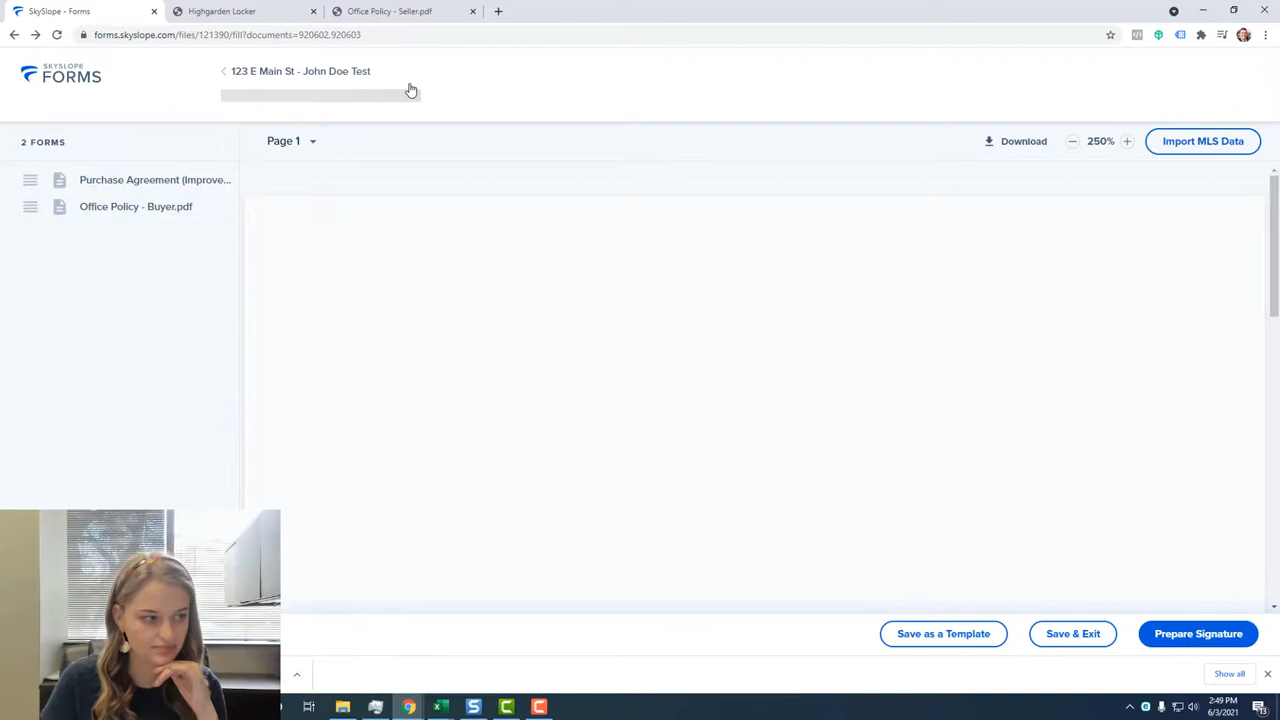 SkySlope - Forms
Highgarden Locker
Office Policy - Seller.pdf
forms.skyslope.com/files/121390/fill?documents=920602,920603
SKYSLOPE
FORMS
123 E Main St - John Doe Test
2 FORMS
Page 1
Download
250%
Import MLS Data
Purchase Agreement (Improve...
Office Policy - Buyer.pdf
Save as a Template
Save & Exit
Prepare Signature
Show all
2:49 PM
6/3/2021